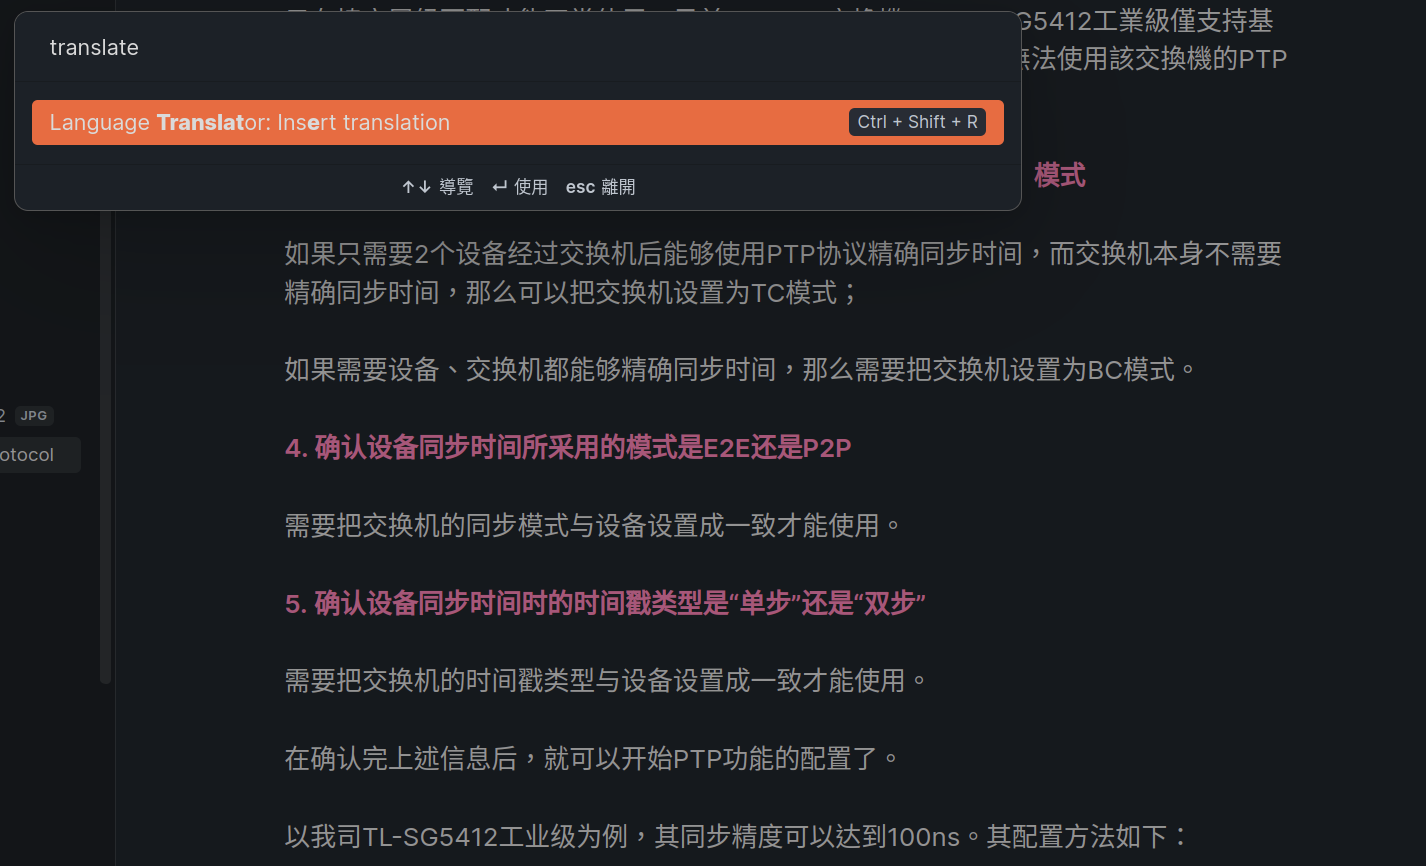 translate
Language Translator: Insert translation
Ctrl + Shift + R
↑↓ 導覽 ↵ 使用 esc 離開
G5412工業級僅支持基
無法使用該交換機的PTP
模式
如果只需要2个设备经过交换机后能够使用PTP协议精确同步时间，而交换机本身不需要
精确同步时间，那么可以把交换机设置为TC模式；
如果需要设备、交换机都能够精确同步时间，那么需要把交换机设置为BC模式。
2 JPG
4. 确认设备同步时间所采用的模式是E2E还是P2P
otocol
需要把交换机的同步模式与设备设置成一致才能使用。
5. 确认设备同步时间时的时间戳类型是“单步”还是“双步”
需要把交换机的时间戳类型与设备设置成一致才能使用。
在确认完上述信息后，就可以开始PTP功能的配置了。
以我司TL-SG5412工业级为例，其同步精度可以达到100ns。其配置方法如下：